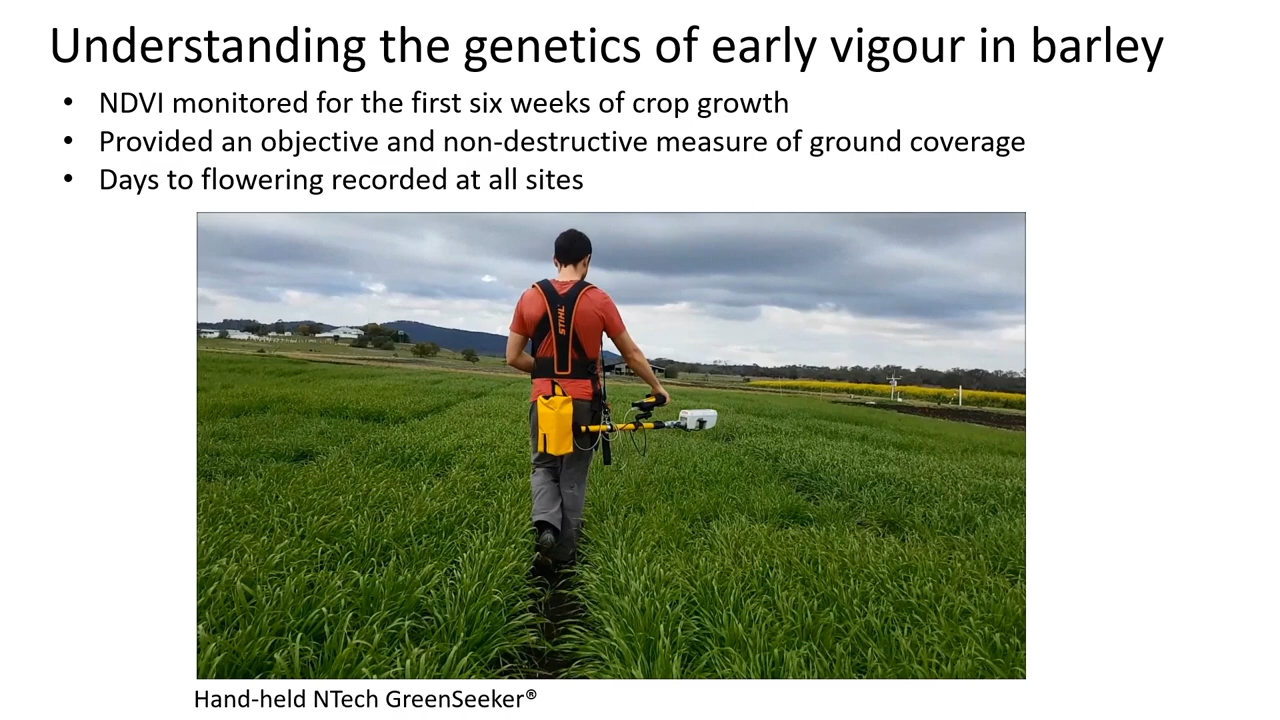 Understanding the genetics of early vigour in barley
• NDVI monitored for the first six weeks of crop growth
• Provided an objective and non-destructive measure of ground coverage
• Days to flowering recorded at all sites
STIHL
Hand-held NTech GreenSeeker®